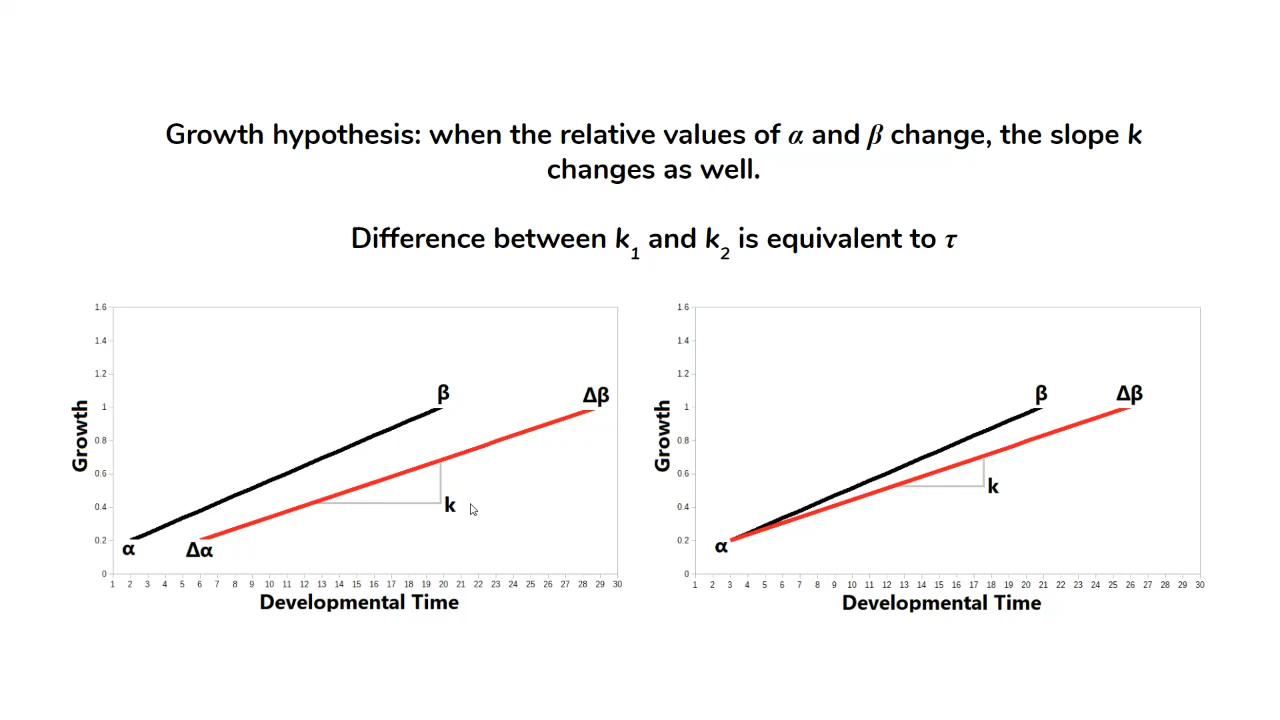 Growth hypothesis: when the relative values of α and β change, the slope k
changes as well.
Difference between k1 and k2 is equivalent to τ
1.6
1.4
1.2
1
0.8
0.6
0.4
0.2
0
Growth
β
Δβ
k
α
Δα
1 2 3 4 5 6 7 8 9 10 11 12 13 14 15 16 17 18 19 20 21 22 23 24 25 26 27 28 29 30
Developmental Time
1.6
1.4
1.2
1
0.8
0.6
0.4
0.2
0
Growth
β
Δβ
k
α
1 2 3 4 5 6 7 8 9 10 11 12 13 14 15 16 17 18 19 20 21 22 23 24 25 26 27 28 29 30
Developmental Time